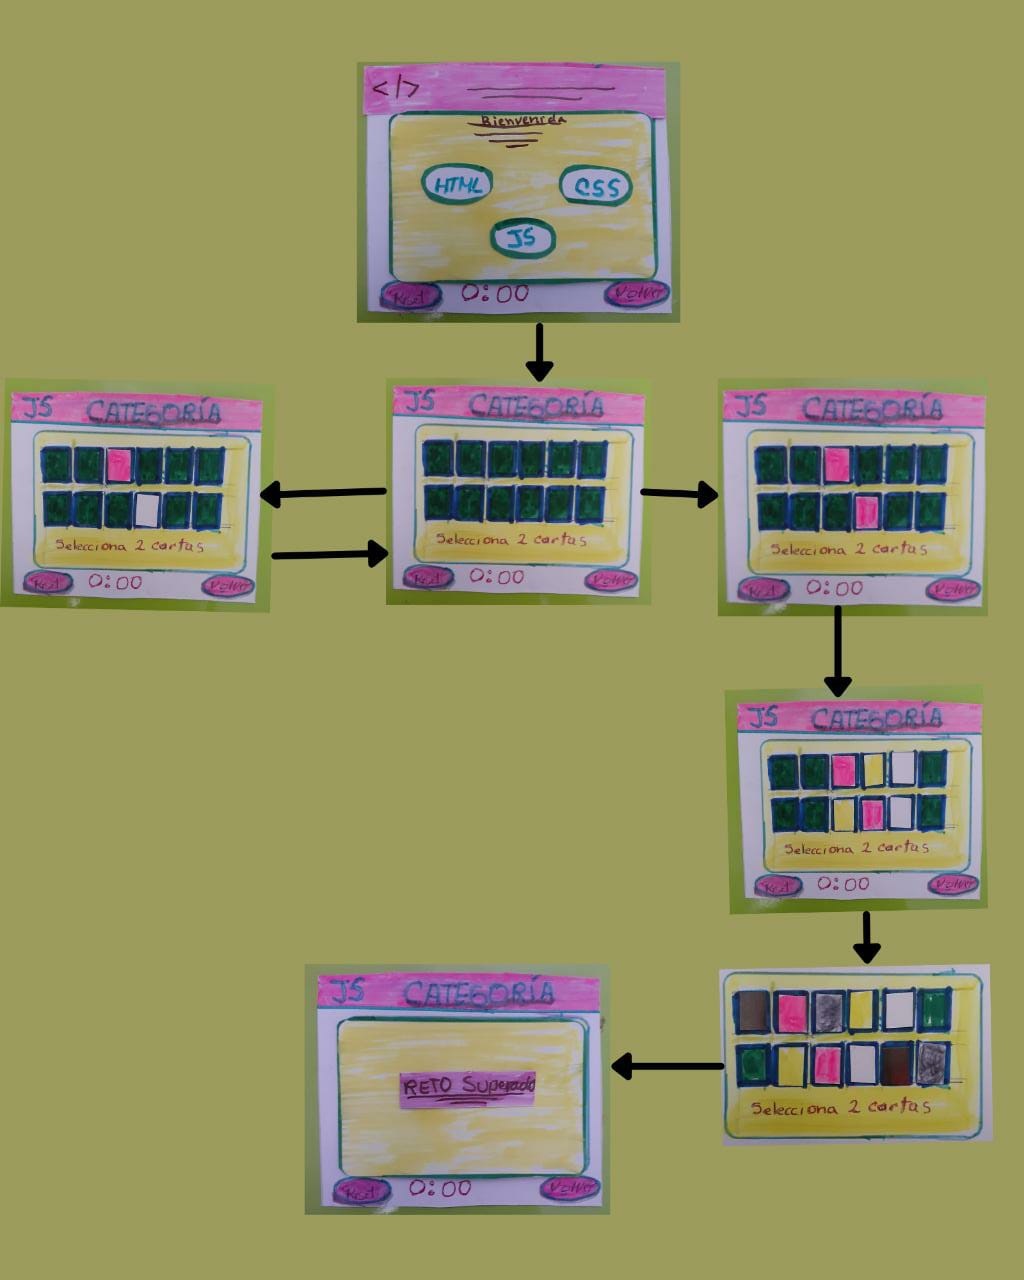 </>
Bienvenida
HTML
CSS
JS
Reset
0:00
Volver
JS CATEGORÍA
Selecciona 2 cartas
Reset
0:00
Volver
JS CATEGORÍA
Selecciona 2 cartas
Reset
0:00
Volver
JS CATEGORÍA
Selecciona 2 cartas
Reset
0:00
Volver
JS CATEGORÍA
Selecciona 2 cartas
Reset
0:00
Volver
JS CATEGORÍA
RETO Superado
Reset
0:00
Volver
Selecciona 2 cartas